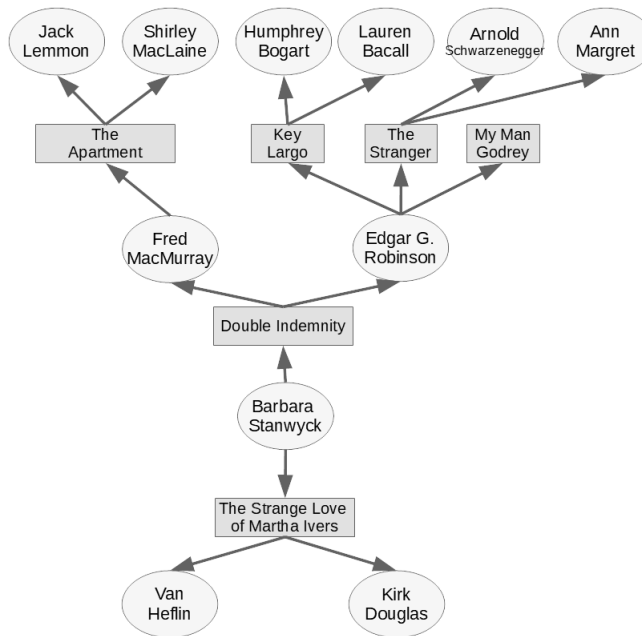 Jack
Lemmon
Shirley
MacLaine
Humphrey
Bogart
Lauren
Bacall
Arnold
Schwarzenegger
Ann
Margret
The
Apartment
Key
Largo
The
Stranger
My Man
Godrey
Fred
MacMurray
Edgar G.
Robinson
Double Indemnity
Barbara
Stanwyck
The Strange Love
of Martha Ivers
Van
Heflin
Kirk
Douglas